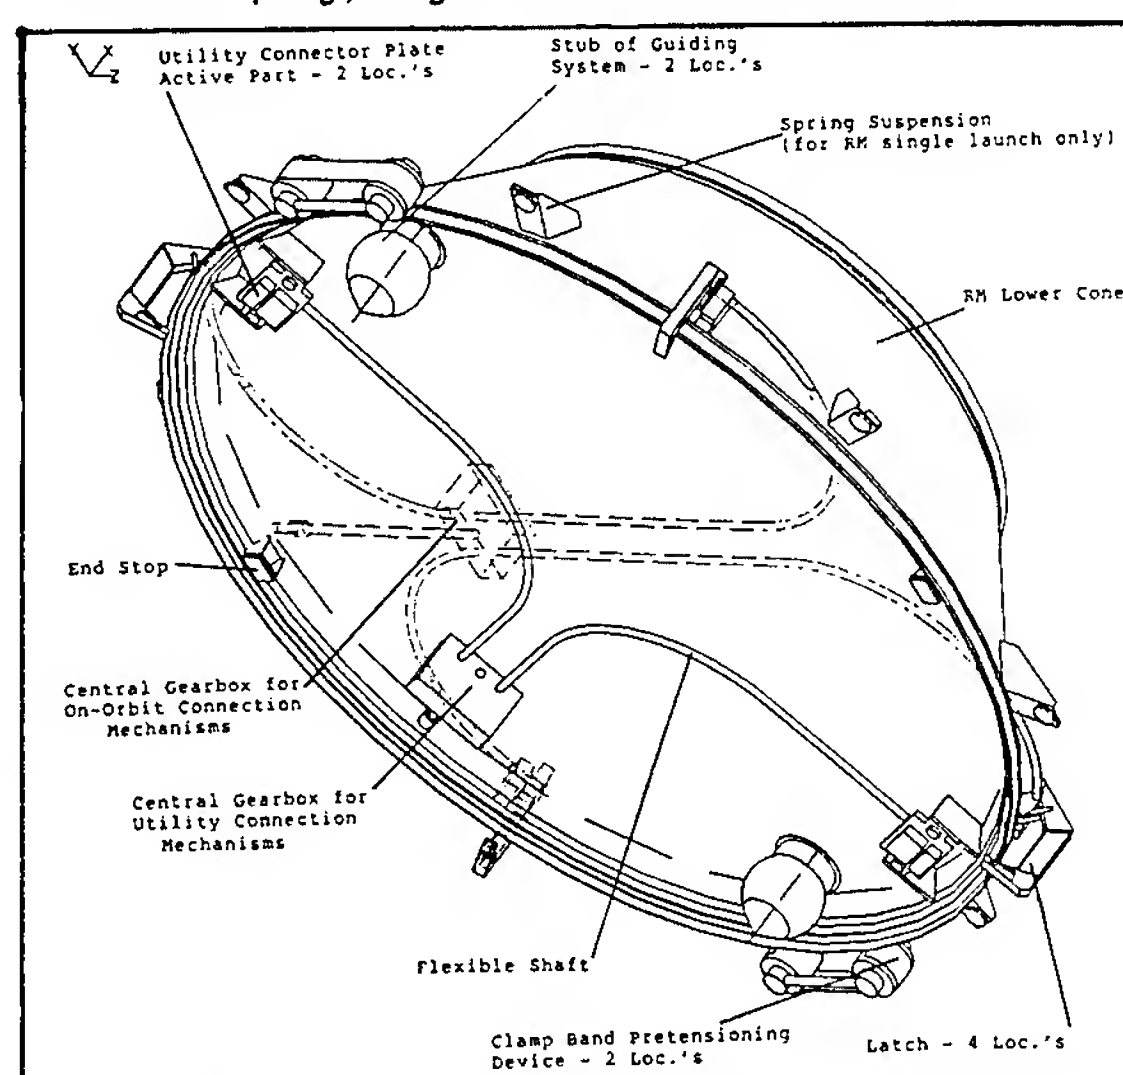 Y X
Z
Utility Connector Plate
Active Part - 2 Loc.'s
Stub of Guiding
System - 2 Loc.'s
Spring Suspension
(for RM single launch only)
RM Lower Cone
End Stop
Central Gearbox for
On-Orbit Connection
Mechanisms
Central Gearbox for
Utility Connection
Mechanisms
Flexible Shaft
Clamp Band Pretensioning
Device - 2 Loc.'s
Latch - 4 Loc.'s